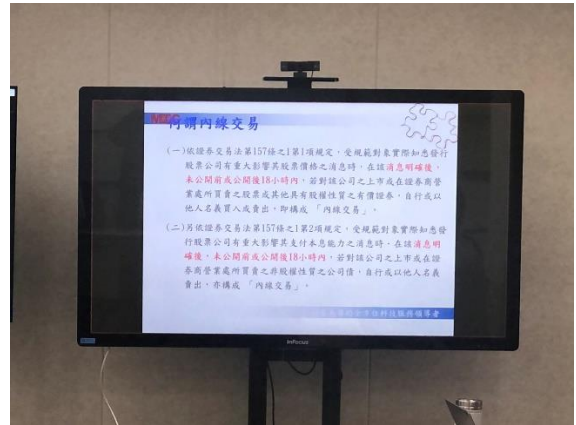 何謂內線交易
(一)依證券交易法第157條之1第1項規定，受規範對象實際知悉發行
股票公司有重大影響其股票價格之消息時，在該消息明確後，
未公開前或公開後18小時內，若對該公司之上市或在證券商營
業處所買賣之股票或其他具有股權性質之有價證券，自行或以
他人名義買入或賣出，即構成「內線交易」。
(二)另依證券交易法第157條之1第2項規定，受規範對象實際知悉發
行股票公司有重大影響其支付本息能力之消息時，在該消息明
確後，未公開前或公開後18小時內，若對該公司之上市或在證
券商營業處所買賣之非股權性質之公司債，自行或以他人名義
賣出，亦構成「內線交易」。
科技服務領導者
InFocus